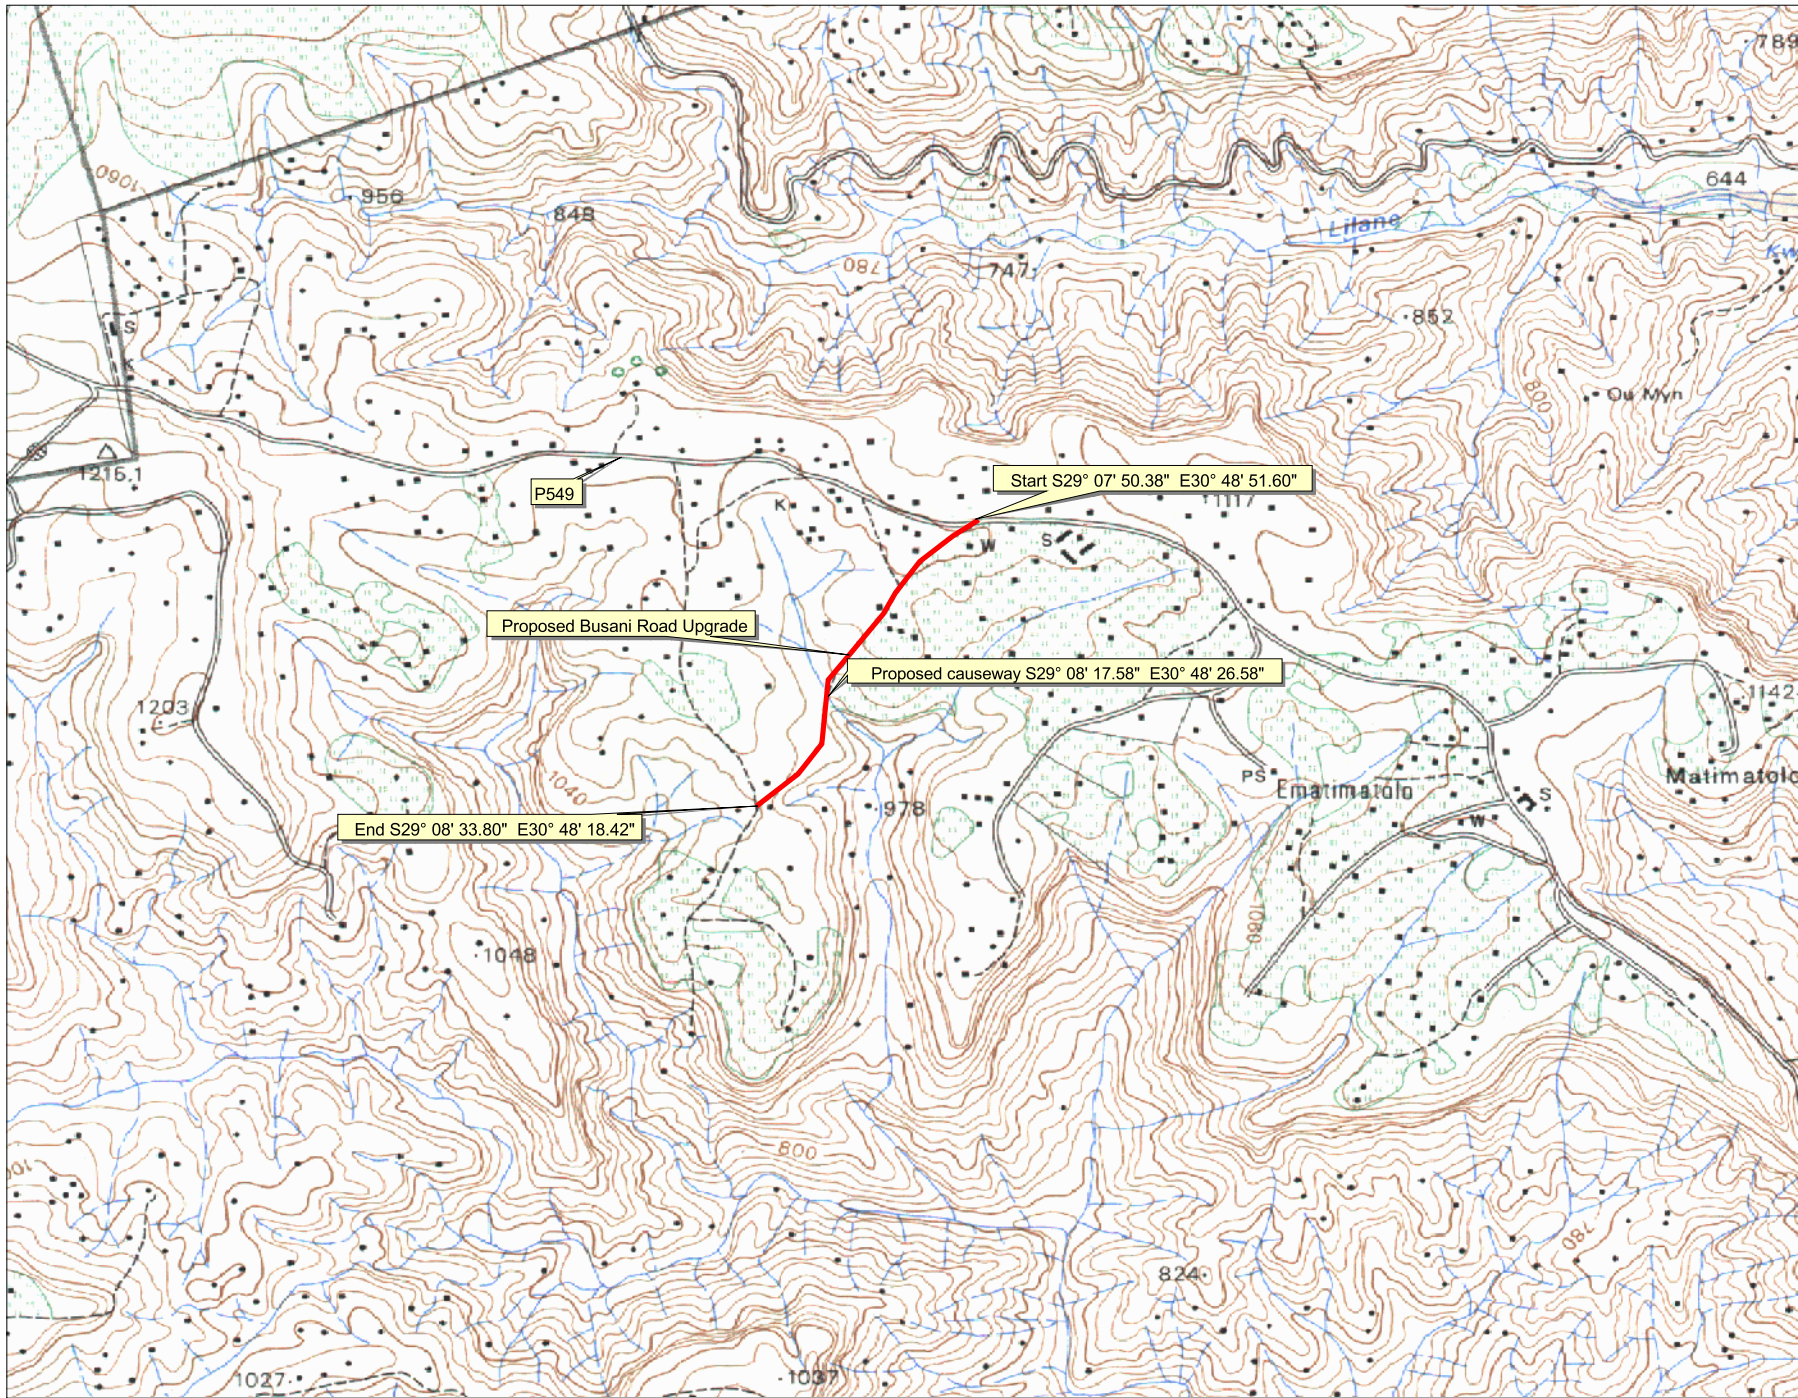 789
1060
956
848
644
Lilane
780
747
852
S
K
800
Ou Myn
1215,1
P549
Start S29° 07' 50.38" E30° 48' 51.60"
1117
K
W
S
Proposed Busani Road Upgrade
Proposed causeway S29° 08' 17.58" E30° 48' 26.58"
1203
1142
1040
PS
Ematimatolo
Matimatolo
S
978
W
End S29° 08' 33.80" E30° 48' 18.42"
1060
1048
800
780
824
1027
1037